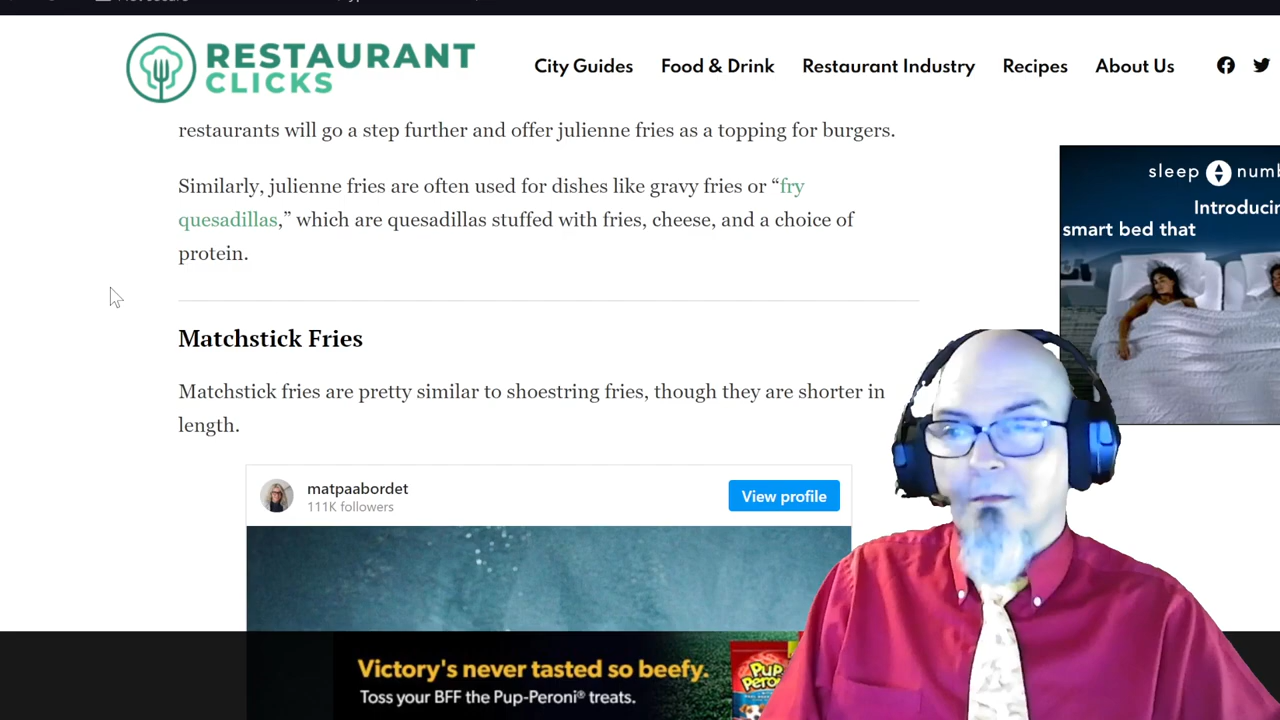 RESTAURANT
CLICKS
City Guides
Food & Drink
Restaurant Industry
Recipes
About Us
restaurants will go a step further and offer julienne fries as a topping for burgers.
Similarly, julienne fries are often used for dishes like gravy fries or “fry
quesadillas,” which are quesadillas stuffed with fries, cheese, and a choice of
protein.
sleep numb
Introducin
smart bed that
Matchstick Fries
Matchstick fries are pretty similar to shoestring fries, though they are shorter in
length.
matpaabordet
111K followers
View profile
Victory's never tasted so beefy.
Toss your BFF the Pup-Peroni® treats.